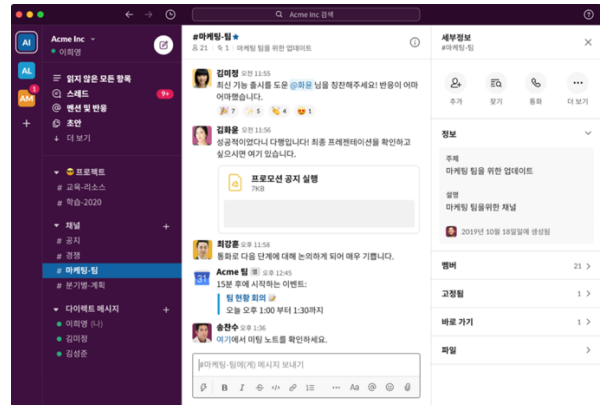 Acme Inc 검색
AI
AL
AM
1
Acme Inc
이희영
읽지 않은 모든 항목
스레드 9+
멘션 및 반응
초안
더 보기
프로젝트
# 교육-리소스
# 학습-2020
채널
# 공지
# 경쟁
# 마케팅-팀
# 분기별-계획
다이렉트 메시지
이희영 (나)
김미정
김성준
#마케팅-팀
21 | 1 | 마케팅 팀을 위한 업데이트
김미정 오전 11:55
최신 기능 출시를 도운 @화윤 님을 칭찬해주세요! 반응이 어마
어마했습니다.
7 5 4 1
김화윤 오전 11:56
성공적이었다니 다행입니다! 최종 프레젠테이션을 확인하고
싶으시면 여기 있습니다.
프로모션 공지 실행
7KB
최강훈 오후 11:58
통화로 다음 단계에 대해 논의하게 되어 매우 기쁩니다.
31
Acme 팀 오후 12:45
15분 후에 시작하는 이벤트:
팀 현황 회의
오늘 오후 1:00 부터 1:30까지
송찬수 오후 1:36
여기에서 미팅 노트를 확인하세요.
#마케팅-팀에(게) 메시지 보내기
B I S </> Aa @
세부정보
#마케팅-팀
추가 찾기 통화 더 보기
정보
주제
마케팅 팀을 위한 업데이트
설명
마케팅 팀을위한 채널
2019년 10월 18일일에 생성됨
멤버 21
고정됨 1
바로 가기 1
파일